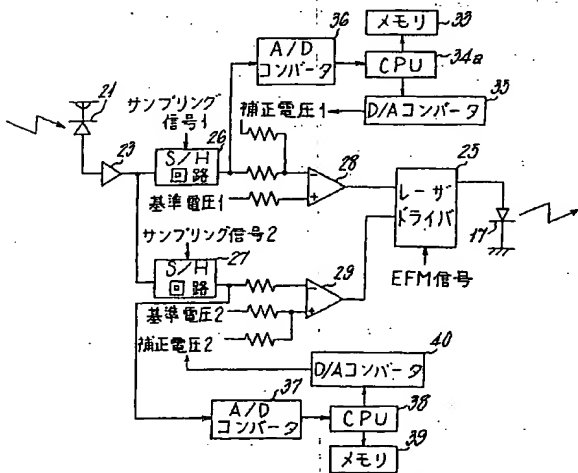 36
A/D
コンバータ
メモリ
33
CPU
34a
D/Aコンバータ
35
21
サンプリング
信号1
補正電圧1
23
S/H
回路
26
28
25
レーザ
ドライバ
17
基準電圧1
サンプリング信号2
S/H
回路
27
29
EFM信号
基準電圧2
補正電圧2
D/Aコンバータ
40
37
A/D
コンバータ
CPU
38
メモリ
39